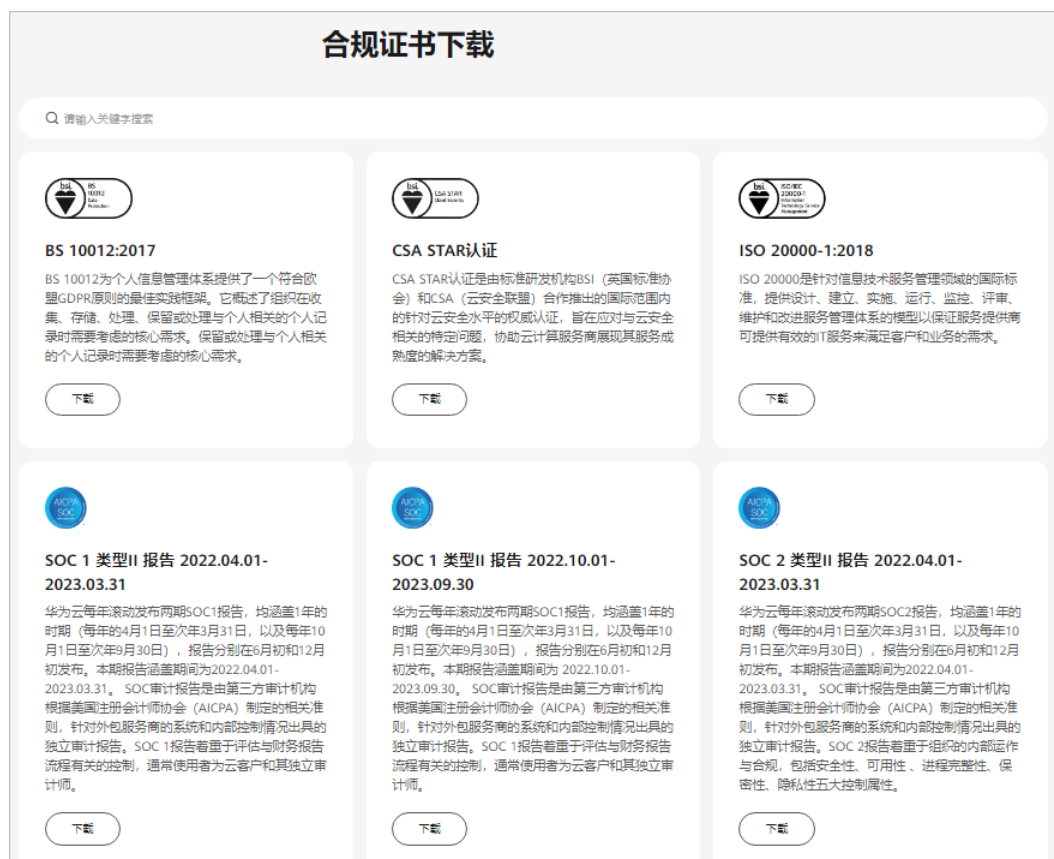 合规证书下载
请输入关键字搜索
bsi.
BS
10012
Data
Protection
BS 10012:2017
BS 10012为个人信息管理体系提供了一个符合欧
盟GDPR原则的最佳实践框架。它概述了组织在收
集、存储、处理、保留或处理与个人相关的个人记
录时需要考虑的核心需求。保留或处理与个人相关
的个人记录时需要考虑的核心需求。
下载
bsi.
CSA STAR
Cloud Security
CSA STAR认证
CSA STAR认证是由标准研发机构BSI（英国标准协
会）和CSA（云安全联盟）合作推出的国际范围内
的针对云安全水平的权威认证，旨在应对与云安全
相关的特定问题，协助云计算服务商展现其服务成
熟度的解决方案。
下载
bsi.
ISO/IEC
20000-1
Information
Technology Service
Management
ISO 20000-1:2018
ISO 20000是针对信息技术服务管理领域的国际标
准，提供设计、建立、实施、运行、监控、评审、
维护和改进服务管理体系的模型以保证服务提供商
可提供有效的IT服务来满足客户和业务的需求。
下载
AICPA
SOC
SOC 1 类型II 报告 2022.04.01-
2023.03.31
华为云每年滚动发布两期SOC1报告，均涵盖1年的
时期（每年的4月1日至次年3月31日，以及每年10
月1日至次年9月30日），报告分别在6月初和12月
初发布。本期报告涵盖期间为2022.04.01-
2023.03.31。 SOC审计报告是由第三方审计机构
根据美国注册会计师协会（AICPA）制定的相关准
则，针对外包服务商的系统和内部控制情况出具的
独立审计报告。SOC 1报告着重于评估与财务报告
流程有关的控制，通常使用者为云客户和其独立审
计师。
下载
AICPA
SOC
SOC 1 类型II 报告 2022.10.01-
2023.09.30
华为云每年滚动发布两期SOC1报告，均涵盖1年的
时期（每年的4月1日至次年3月31日，以及每年10
月1日至次年9月30日），报告分别在6月初和12月
初发布。本期报告涵盖期间为 2022.10.01-
2023.09.30。 SOC审计报告是由第三方审计机构
根据美国注册会计师协会（AICPA）制定的相关准
则，针对外包服务商的系统和内部控制情况出具的
独立审计报告。SOC 1报告着重于评估与财务报告
流程有关的控制，通常使用者为云客户和其独立审
计师。
下载
AICPA
SOC
SOC 2 类型II 报告 2022.04.01-
2023.03.31
华为云每年滚动发布两期SOC2报告，均涵盖1年的
时期（每年的4月1日至次年3月31日，以及每年10
月1日至次年9月30日），报告分别在6月初和12月
初发布。本期报告涵盖期间为2022.04.01-
2023.03.31。 SOC审计报告是由第三方审计机构
根据美国注册会计师协会（AICPA）制定的相关准
则，针对外包服务商的系统和内部控制情况出具的
独立审计报告。SOC 2报告着重于组织的内部运作
与合规，包括安全性、可用性 、进程完整性、保
密性、隐私性五大控制属性。
下载